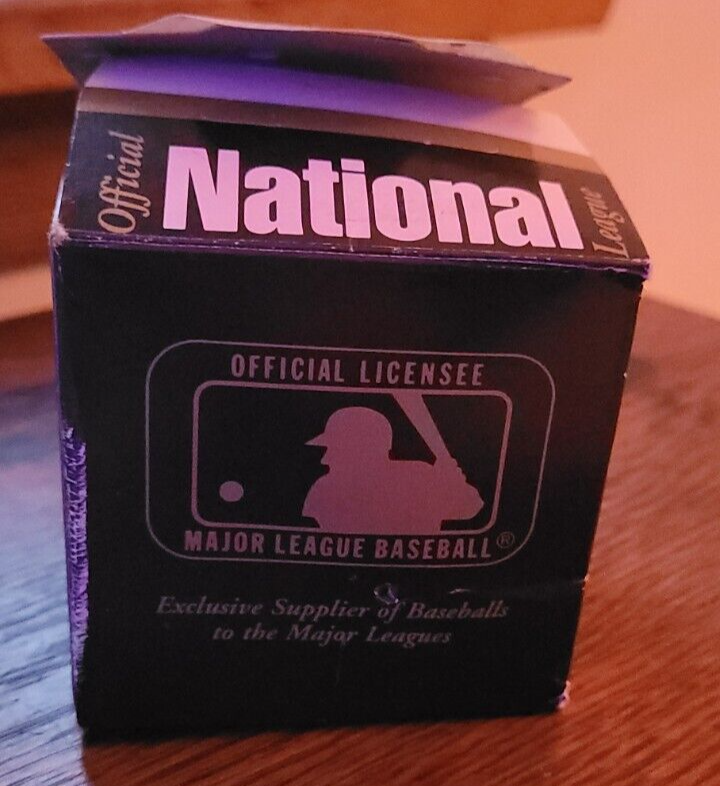 Official National League
OFFICIAL LICENSEE
MAJOR LEAGUE BASEBALL®
Exclusive Supplier of Baseballs
to the Major Leagues